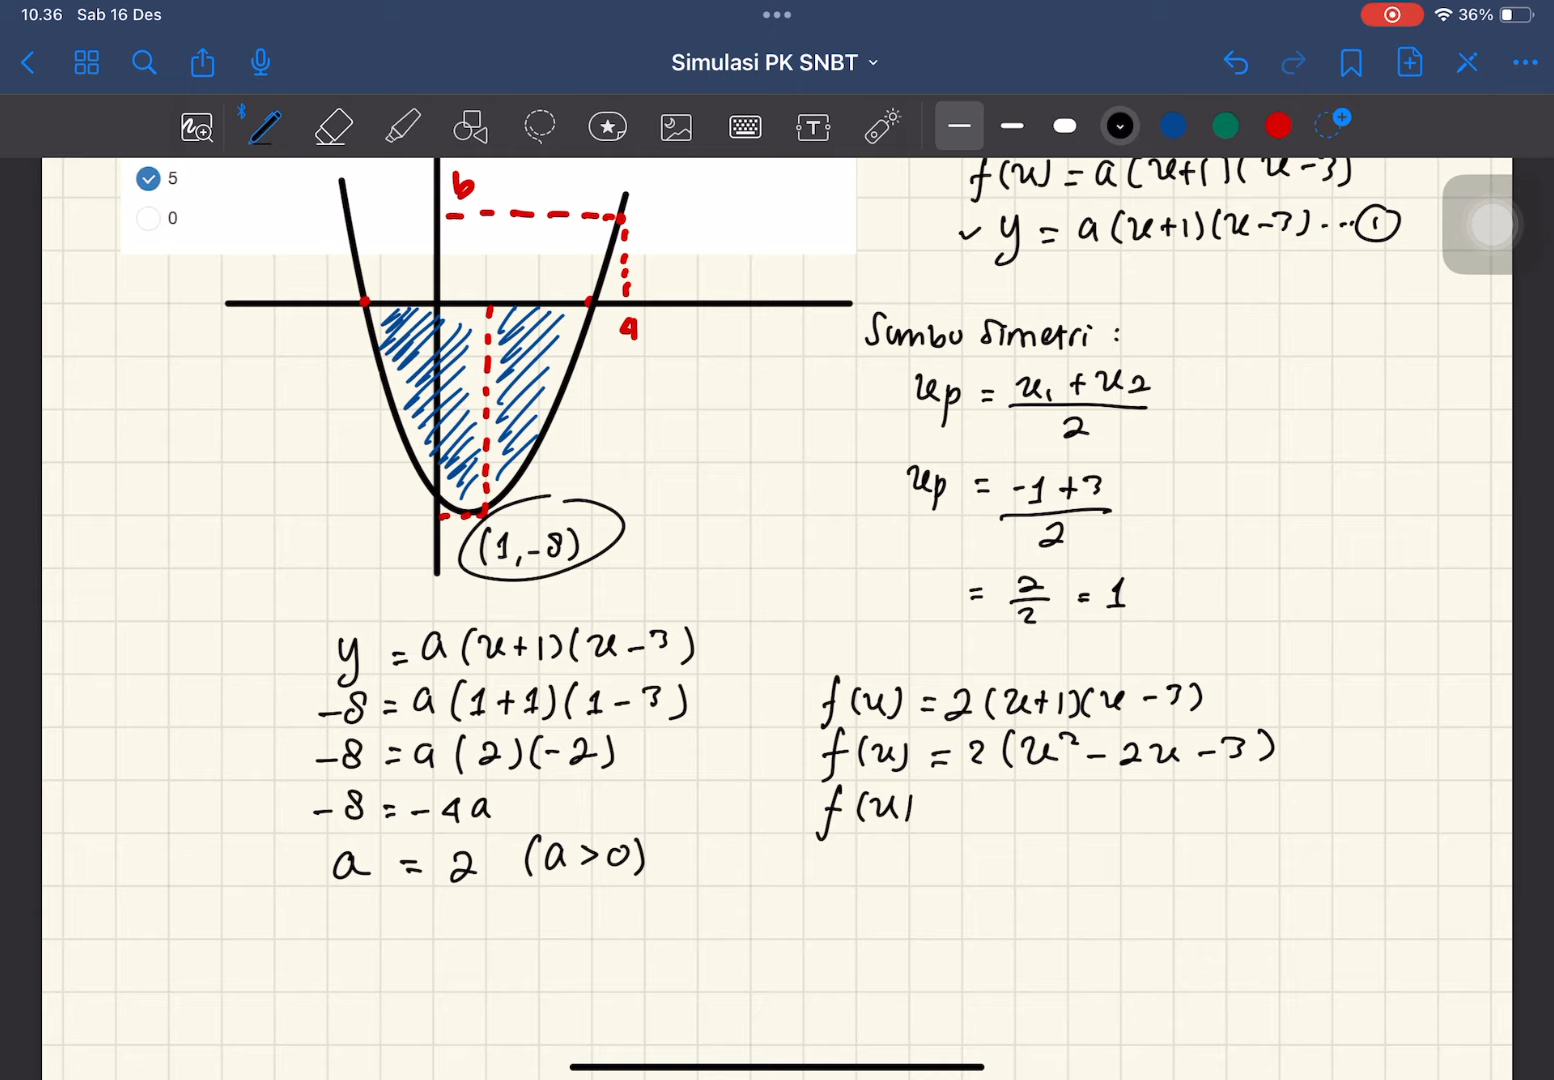 10.36 Sab 16 Des
36%
Simulasi PK SNBT
5
0
b
4
(1,-8)
f(x) = a(x+1)(x-3)
✓ y = a(x+1)(x-3) ... ①
Sumbu Simetri :
xp = x₁ + x₂ / 2
xp = -1+3 / 2
= 2/2 = 1
y = a(x+1)(x-3)
-8 = a(1+1)(1-3)
-8 = a(2)(-2)
-8 = -4a
a = 2 (a>0)
f(x) = 2(x+1)(x-3)
f(x) = 2(x²-2x-3)
f(x)